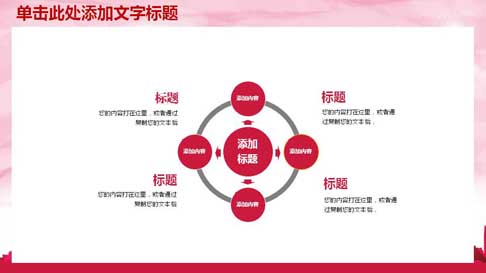 单击此处添加文字标题
标题
您的内容打在这里，或者通过
复制您的文本后
标题
您的内容打在这里，或者通
过复制您的文本后，
添加内容
添加内容
添加
标题
添加内容
添加内容
标题
您的内容打在这里，或者通过
复制您的文本后
标题
您的内容打在这里，或者通
过复制您的文本后，